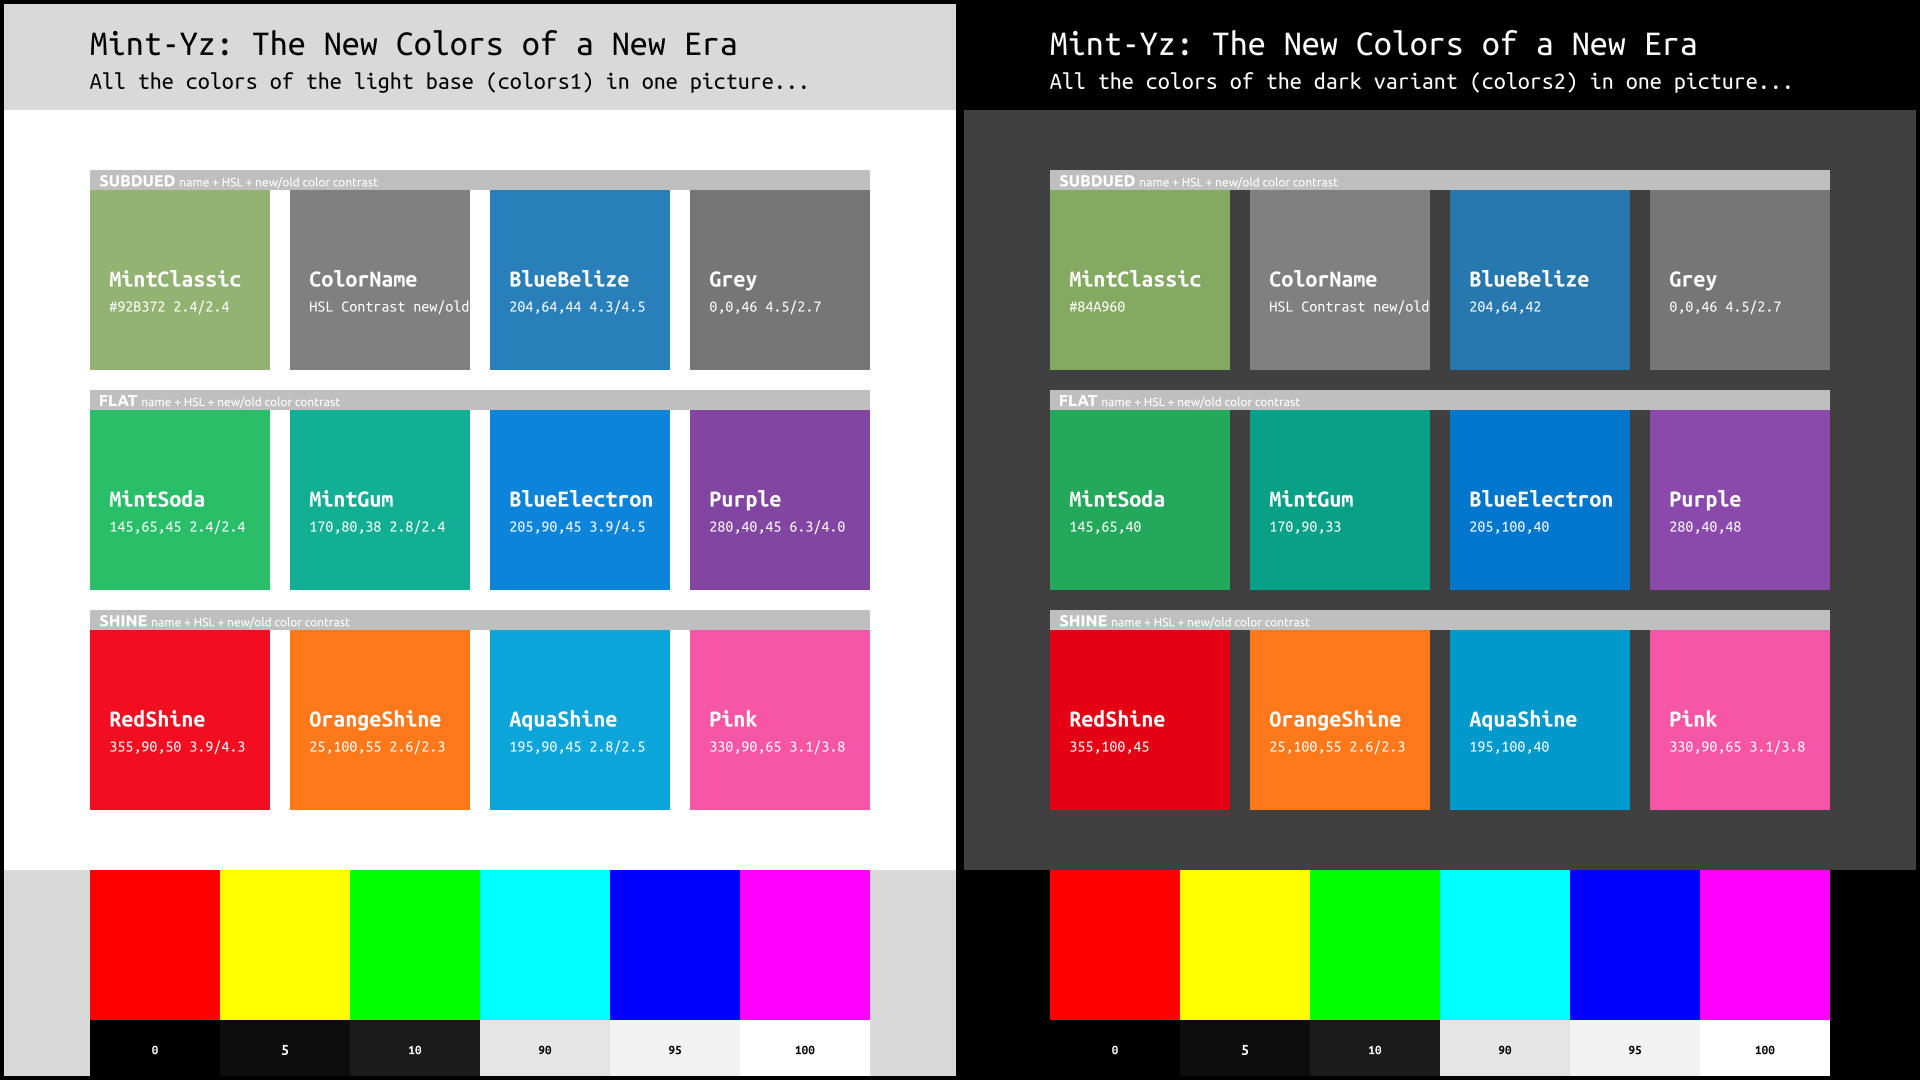 Mint-Yz: The New Colors of a New Era
All the colors of the light base (colors1) in one picture...
SUBDUED name + HSL + new/old color contrast
MintClassic
#92B372 2.4/2.4
ColorName
HSL Contrast new/old
BlueBelize
204,64,44 4.3/4.5
Grey
0,0,46 4.5/2.7
FLAT name + HSL + new/old color contrast
MintSoda
145,65,45 2.4/2.4
MintGum
170,80,38 2.8/2.4
BlueElectron
205,90,45 3.9/4.5
Purple
280,40,45 6.3/4.0
SHINE name + HSL + new/old color contrast
RedShine
355,90,50 3.9/4.3
OrangeShine
25,100,55 2.6/2.3
AquaShine
195,90,45 2.8/2.5
Pink
330,90,65 3.1/3.8
0 5 10 90 95 100
Mint-Yz: The New Colors of a New Era
All the colors of the dark variant (colors2) in one picture...
SUBDUED name + HSL + new/old color contrast
MintClassic
#84A960
ColorName
HSL Contrast new/old
BlueBelize
204,64,42
Grey
0,0,46 4.5/2.7
FLAT name + HSL + new/old color contrast
MintSoda
145,65,40
MintGum
170,90,33
BlueElectron
205,100,40
Purple
280,40,48
SHINE name + HSL + new/old color contrast
RedShine
355,100,45
OrangeShine
25,100,55 2.6/2.3
AquaShine
195,100,40
Pink
330,90,65 3.1/3.8
0 5 10 90 95 100